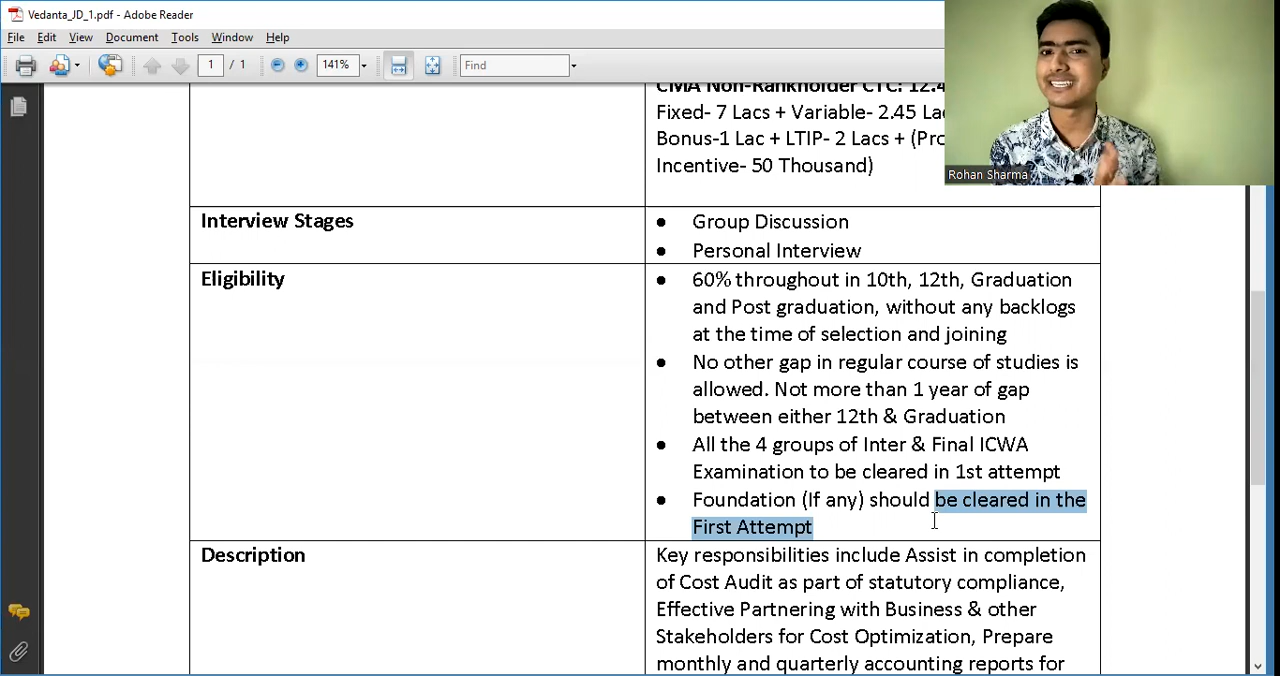 Vedanta_JD_1.pdf - Adobe Reader
File Edit View Document Tools Window Help
1 / 1 141% Find
CMA Non-Rankholder CTC:
Fixed- 7 Lacs + Variable- 2.45
Bonus-1 Lac + LTIP- 2 Lacs +
Incentive- 50 Thousand)
Rohan Sharma
Interview Stages
● Group Discussion
● Personal Interview
Eligibility
● 60% throughout in 10th, 12th, Graduation
and Post graduation, without any backlogs
at the time of selection and joining
● No other gap in regular course of studies is
allowed. Not more than 1 year of gap
between either 12th & Graduation
● All the 4 groups of Inter & Final ICWA
Examination to be cleared in 1st attempt
● Foundation (If any) should be cleared in the
First Attempt
Description
Key responsibilities include Assist in completion
of Cost Audit as part of statutory compliance,
Effective Partnering with Business & other
Stakeholders for Cost Optimization, Prepare
monthly and quarterly accounting reports for